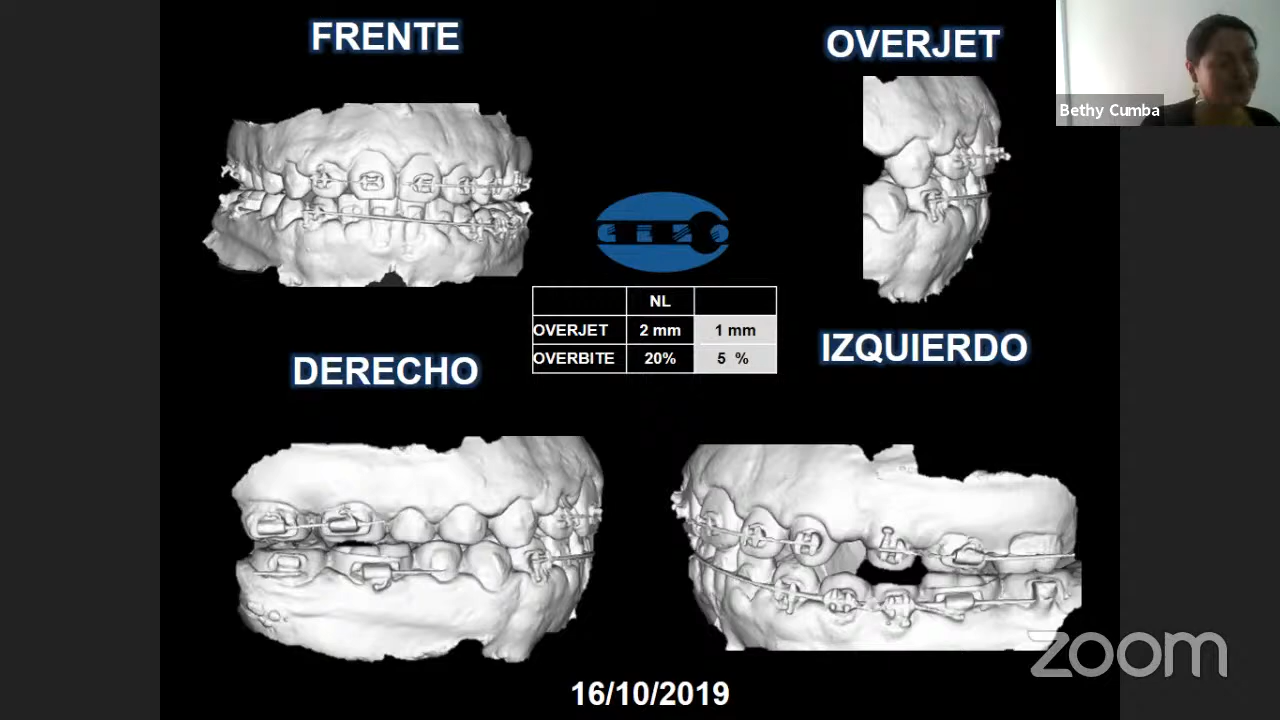 FRENTE
OVERJET
Bethy Cumba
NL
OVERJET 2 mm 1 mm
OVERBITE 20% 5 %
DERECHO
IZQUIERDO
zoom
16/10/2019